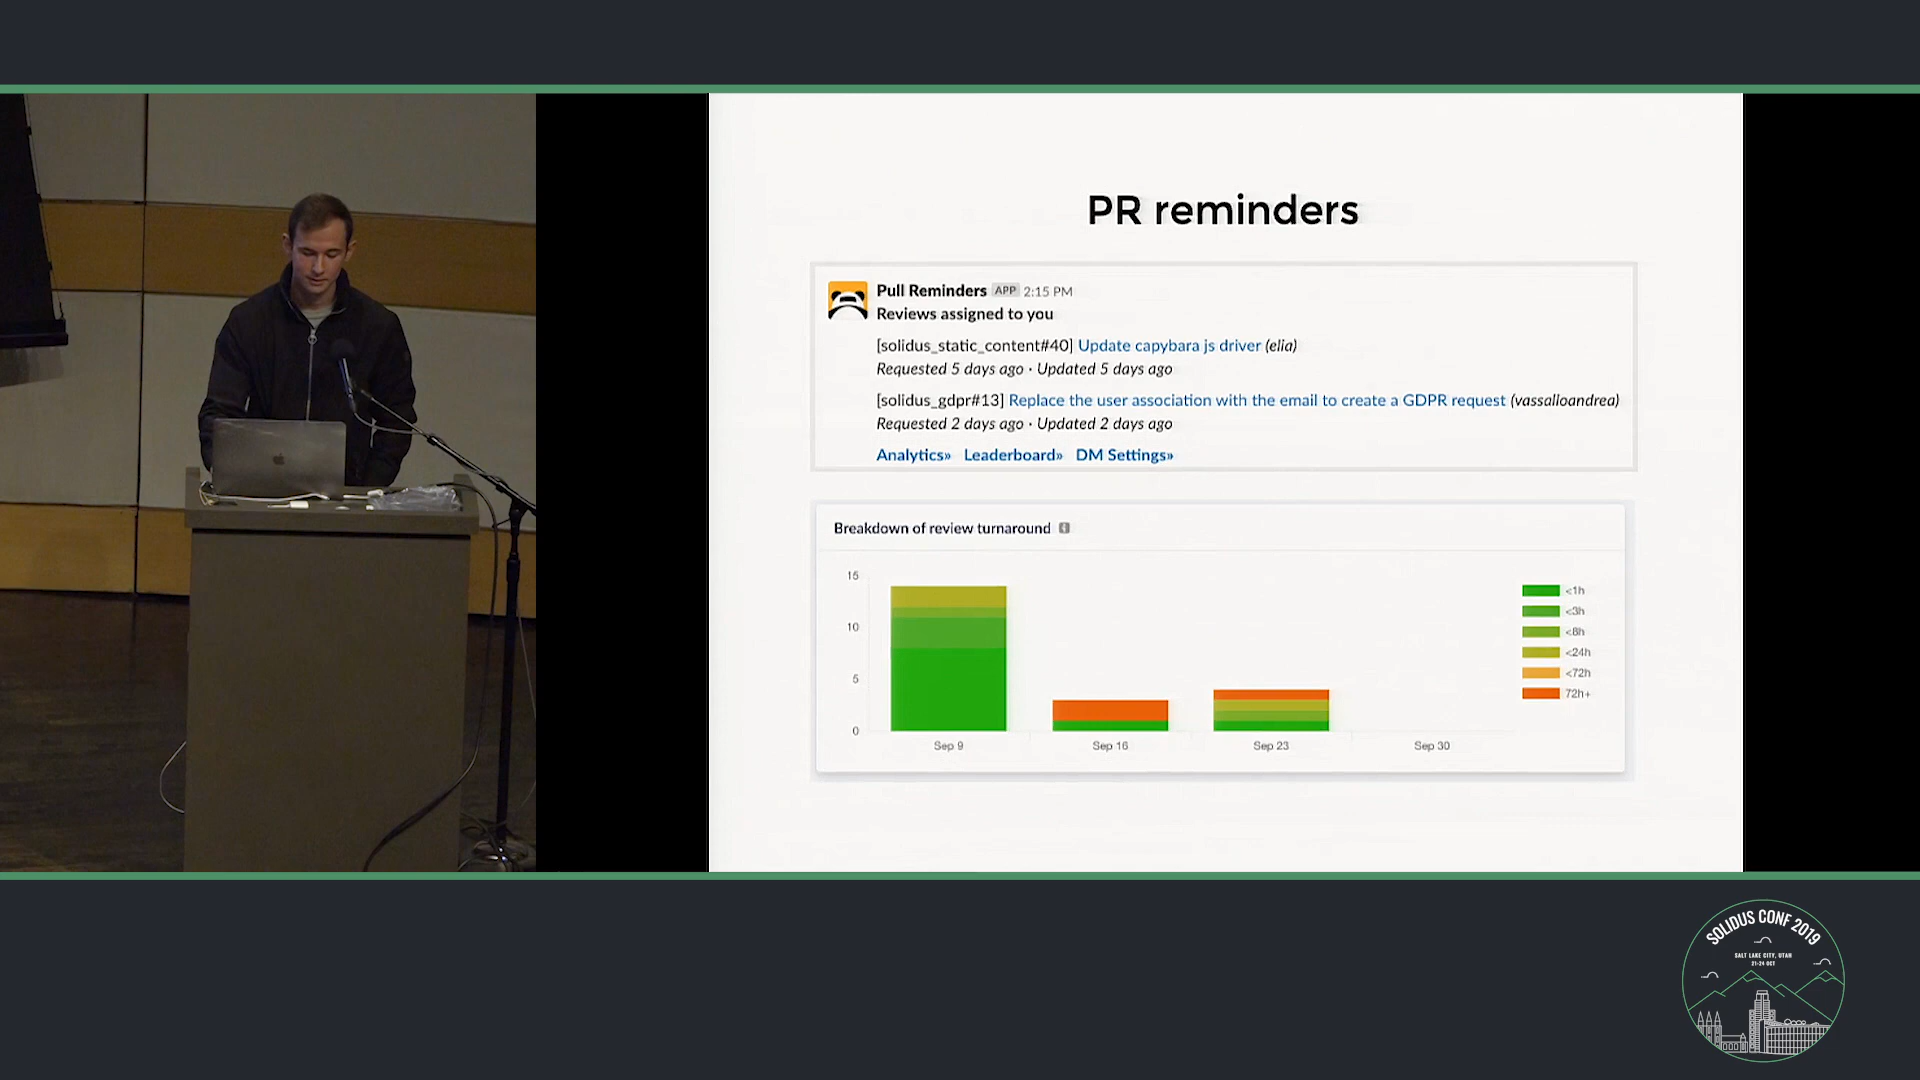 PR reminders
Pull Reminders APP 2:15 PM
Reviews assigned to you
[solidus_static_content#40] Update capybara js driver (elia)
Requested 5 days ago · Updated 5 days ago
[solidus_gdpr#13] Replace the user association with the email to create a GDPR request (vassalloandrea)
Requested 2 days ago · Updated 2 days ago
Analytics» Leaderboard» DM Settings»
Breakdown of review turnaround
15
10
5
0
Sep 9
Sep 16
Sep 23
Sep 30
<1h
<3h
<8h
<24h
<72h
72h+
SOLIDUS CONF 2019
SALT LAKE CITY, UTAH
21-24 OCT